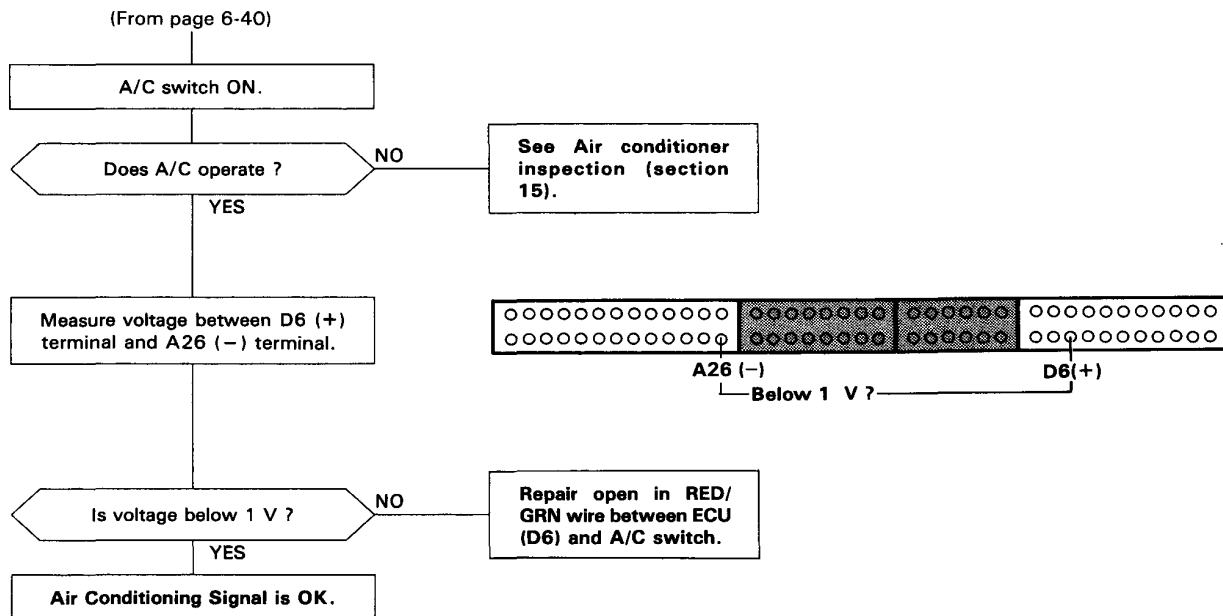 (From page 6-40)
A/C switch ON.
Does A/C operate ?
NO
See Air conditioner
inspection (section
15).
YES
Measure voltage between D6 (+)
terminal and A26 (−) terminal.
A26 (−)
D6(+)
Below 1 V ?
Is voltage below 1 V ?
NO
Repair open in RED/
GRN wire between ECU
(D6) and A/C switch.
YES
Air Conditioning Signal is OK.